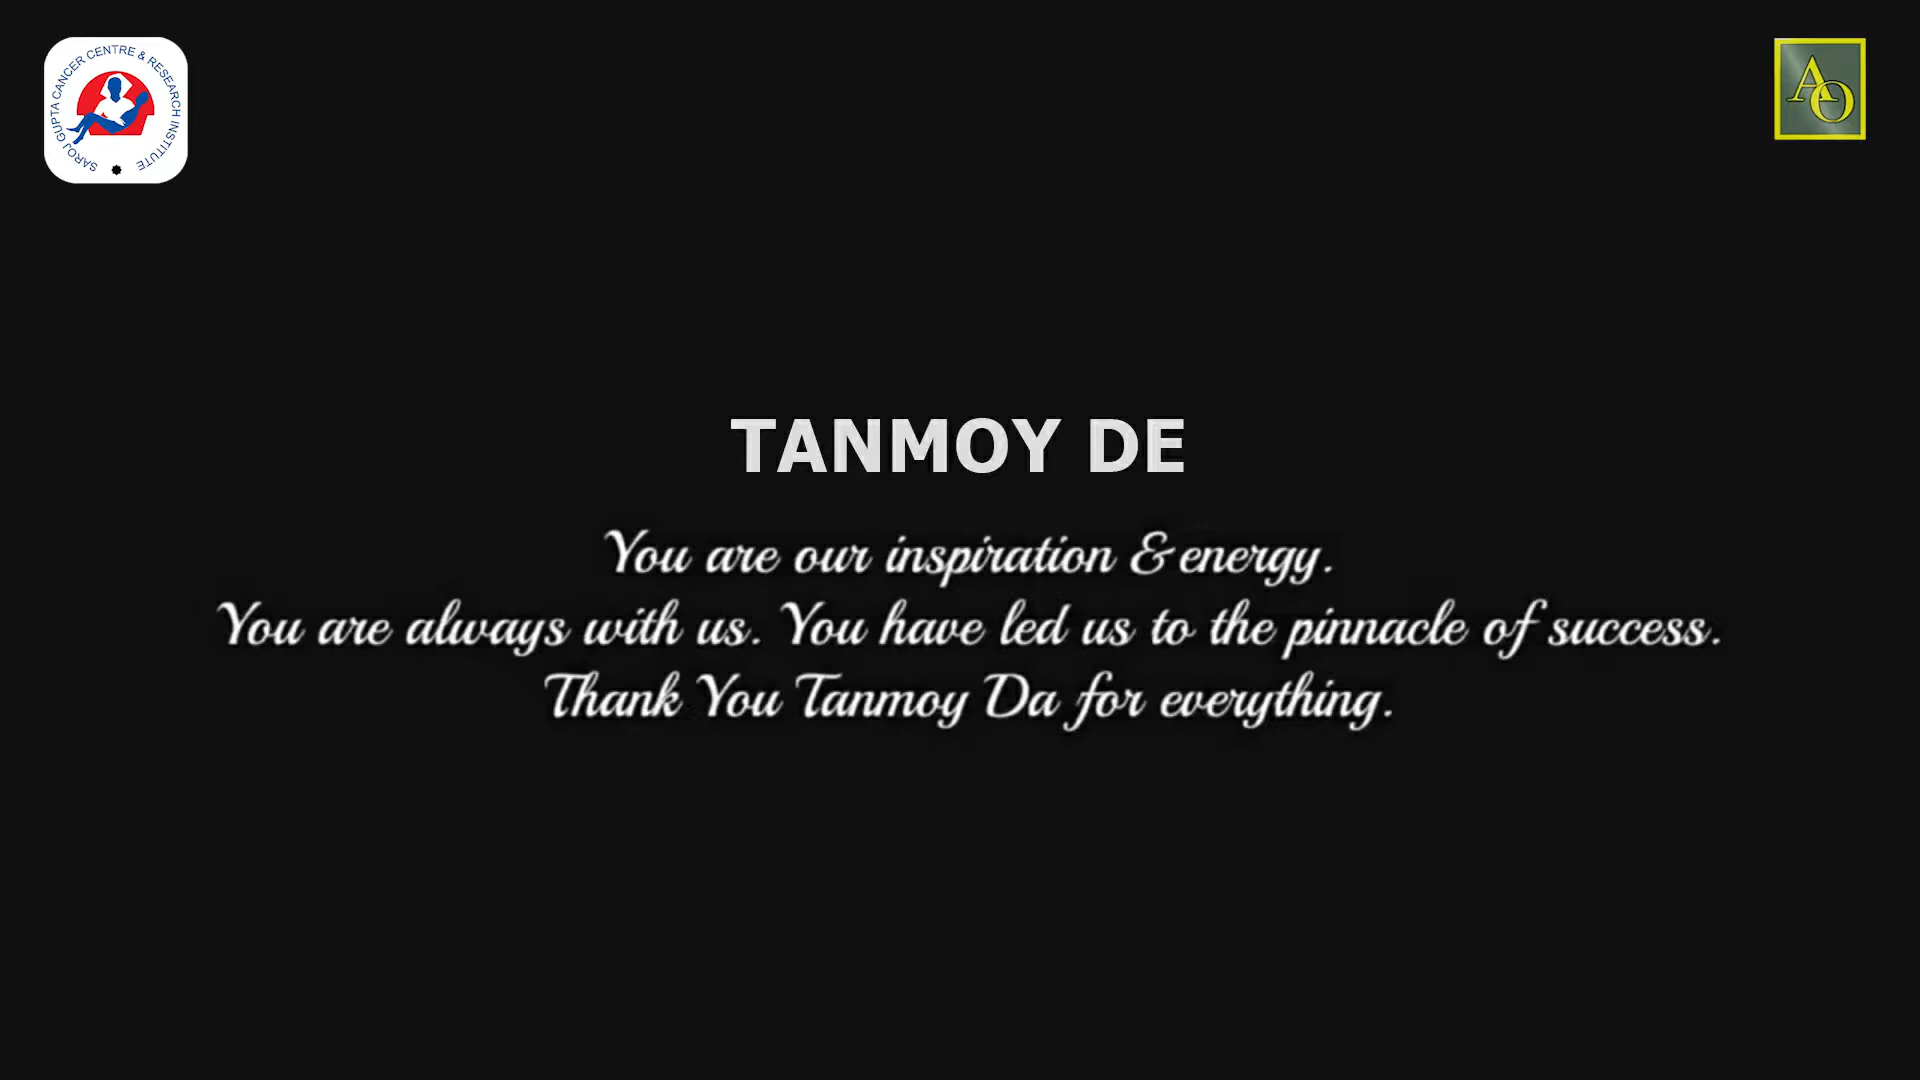 SAROJ GUPTA CANCER CENTRE & RESEARCH INSTITUTE
AO
TANMOY DE
You are our inspiration & energy.
You are always with us. You have led us to the pinnacle of success.
Thank You Tanmoy Da for everything.